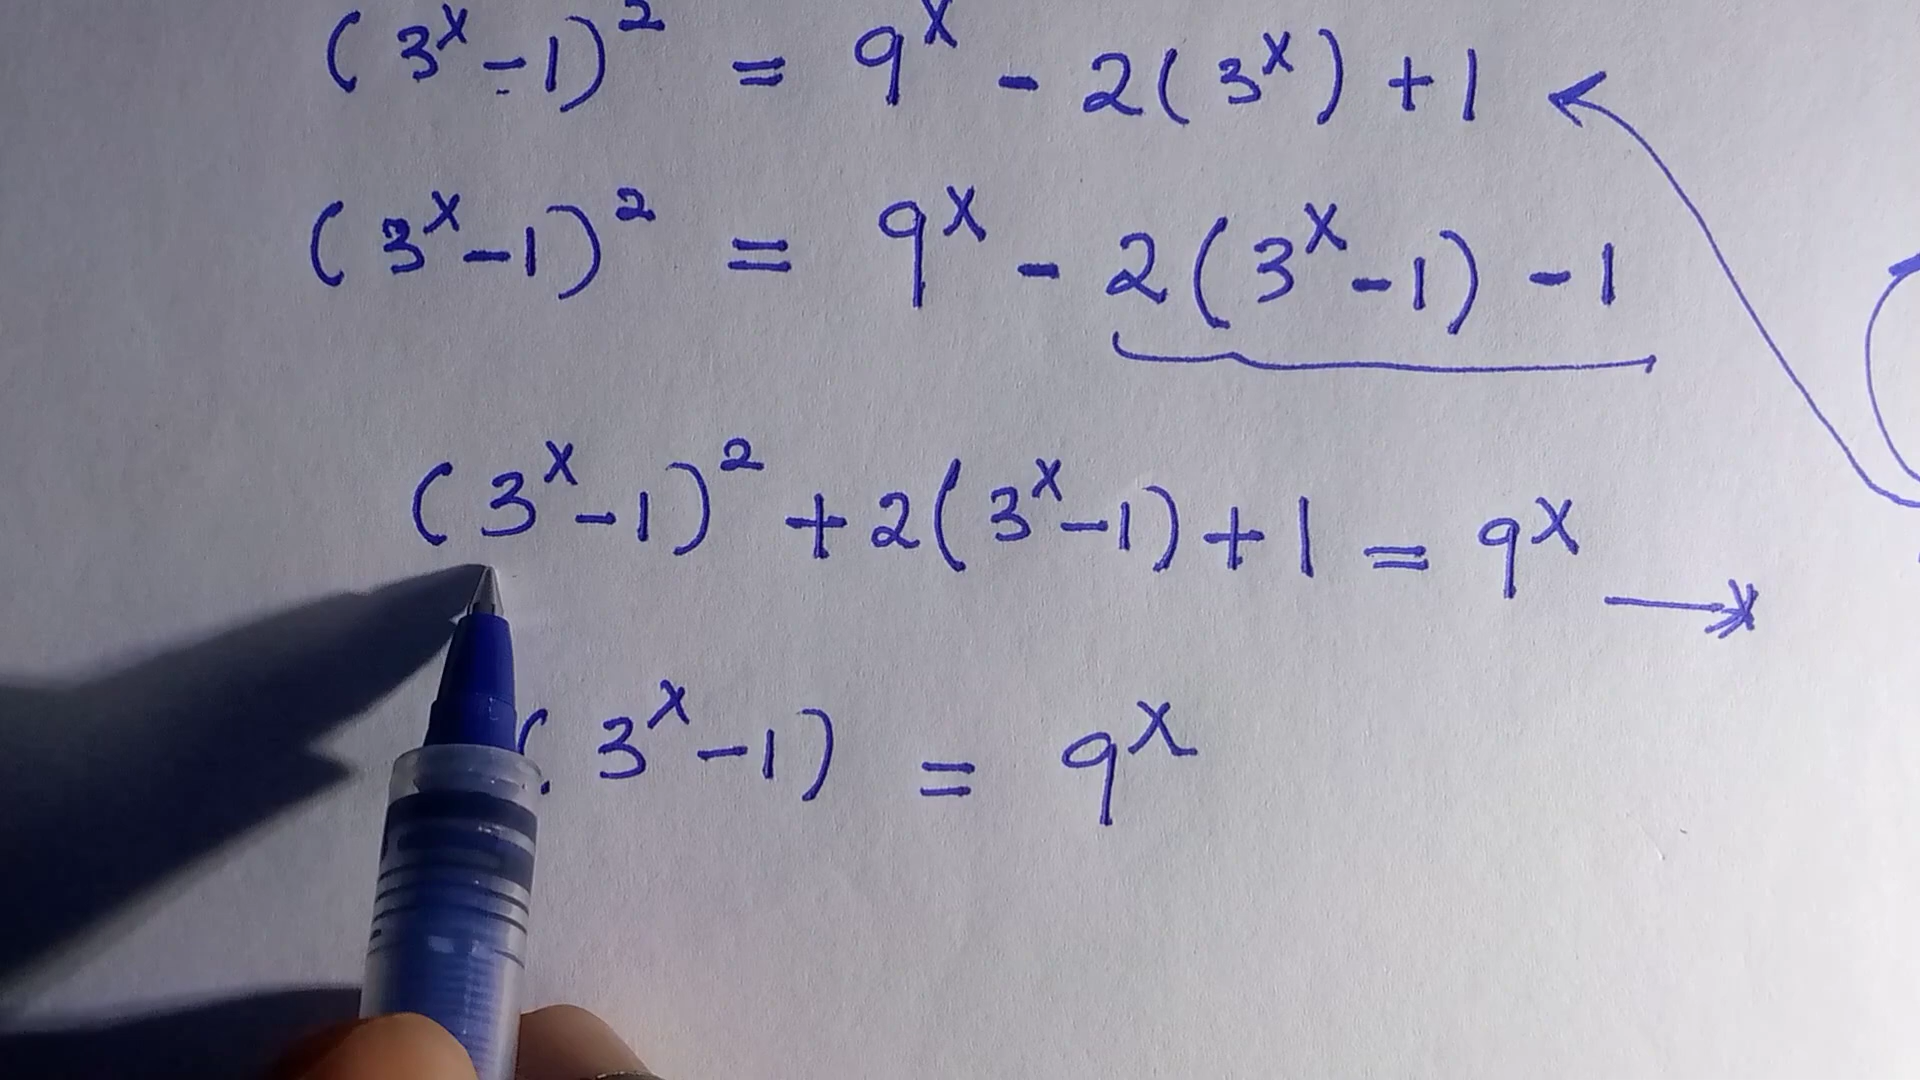 (3^x - 1)^2 = 9^x - 2(3^x) + 1
(3^x - 1)^2 = 9^x - 2(3^x - 1) - 1
(3^x - 1)^2 + 2(3^x - 1) + 1 = 9^x
(3^x - 1) = 9^x